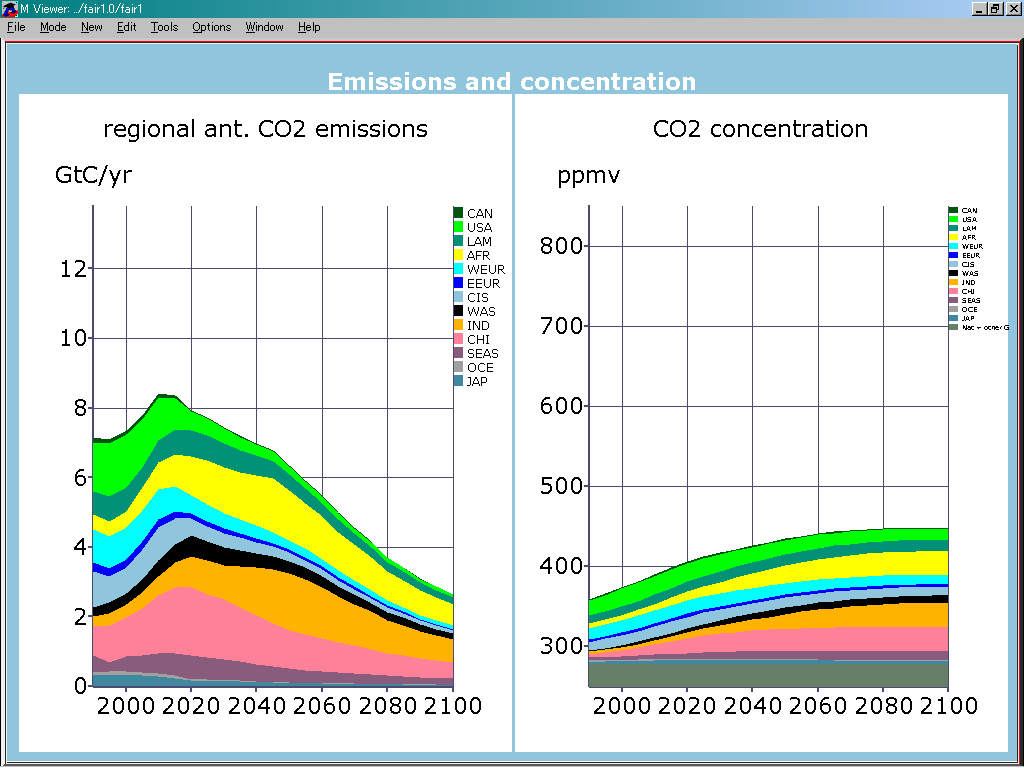 M Viewer: ../fair1.0/fair1
File Mode New Edit Tools Options Window Help
Emissions and concentration
regional ant. CO2 emissions
GtC/yr
12
10
8
6
4
2
0
2000 2020 2040 2060 2080 2100
CAN
USA
LAM
AFR
WEUR
EEUR
CIS
WAS
IND
CHI
SEAS
OCE
JAP
CO2 concentration
ppmv
800
700
600
500
400
300
2000 2020 2040 2060 2080 2100
CAN
USA
LAM
AFR
WEUR
EEUR
CIS
WAS
IND
CHI
SEAS
OCE
JAP
Nat + other G